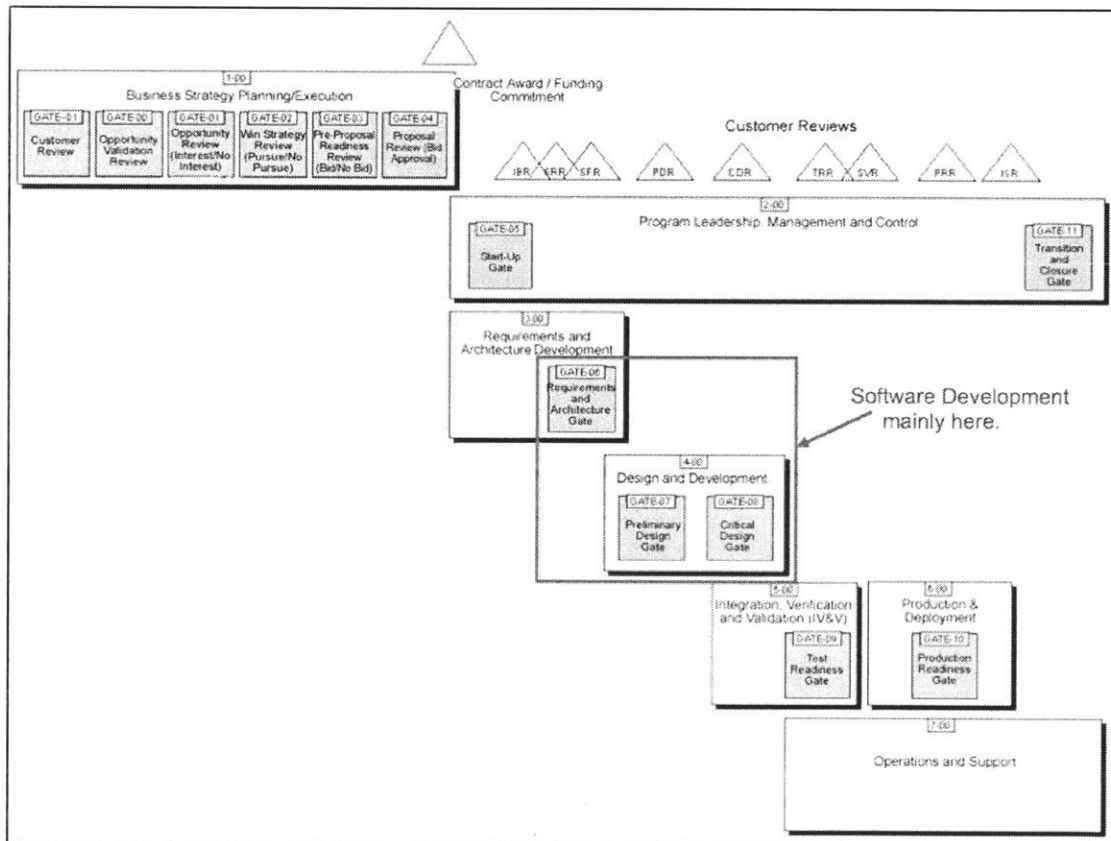 1-00
Business Strategy Planning/Execution
GATE-01
Customer
Review
GATE-00
Opportunity
Validation
Review
GATE-01
Opportunity
Review
(Interest/No
Interest)
GATE-02
Win Strategy
Review
(Pursue/No
Pursue)
GATE-03
Pre-Proposal
Readiness
Review
(Bid/No Bid)
GATE-04
Proposal
Review (Bid
Approval)
Contract Award / Funding
Commitment
Customer Reviews
IBR
SRR
SFR
PDR
CDR
TRR
SVR
PRR
ISR
2-00
Program Leadership, Management and Control
GATE-05
Start-Up
Gate
GATE-11
Transition
and
Closure
Gate
3-00
Requirements and
Architecture Development
GATE-06
Requirements
and
Architecture
Gate
Software Development
mainly here.
4-00
Design and Development
GATE-07
Preliminary
Design
Gate
GATE-08
Critical
Design
Gate
5-00
Integration, Verification
and Validation (IV&V)
GATE-09
Test
Readiness
Gate
6-00
Production &
Deployment
GATE-10
Production
Readiness
Gate
7-00
Operations and Support